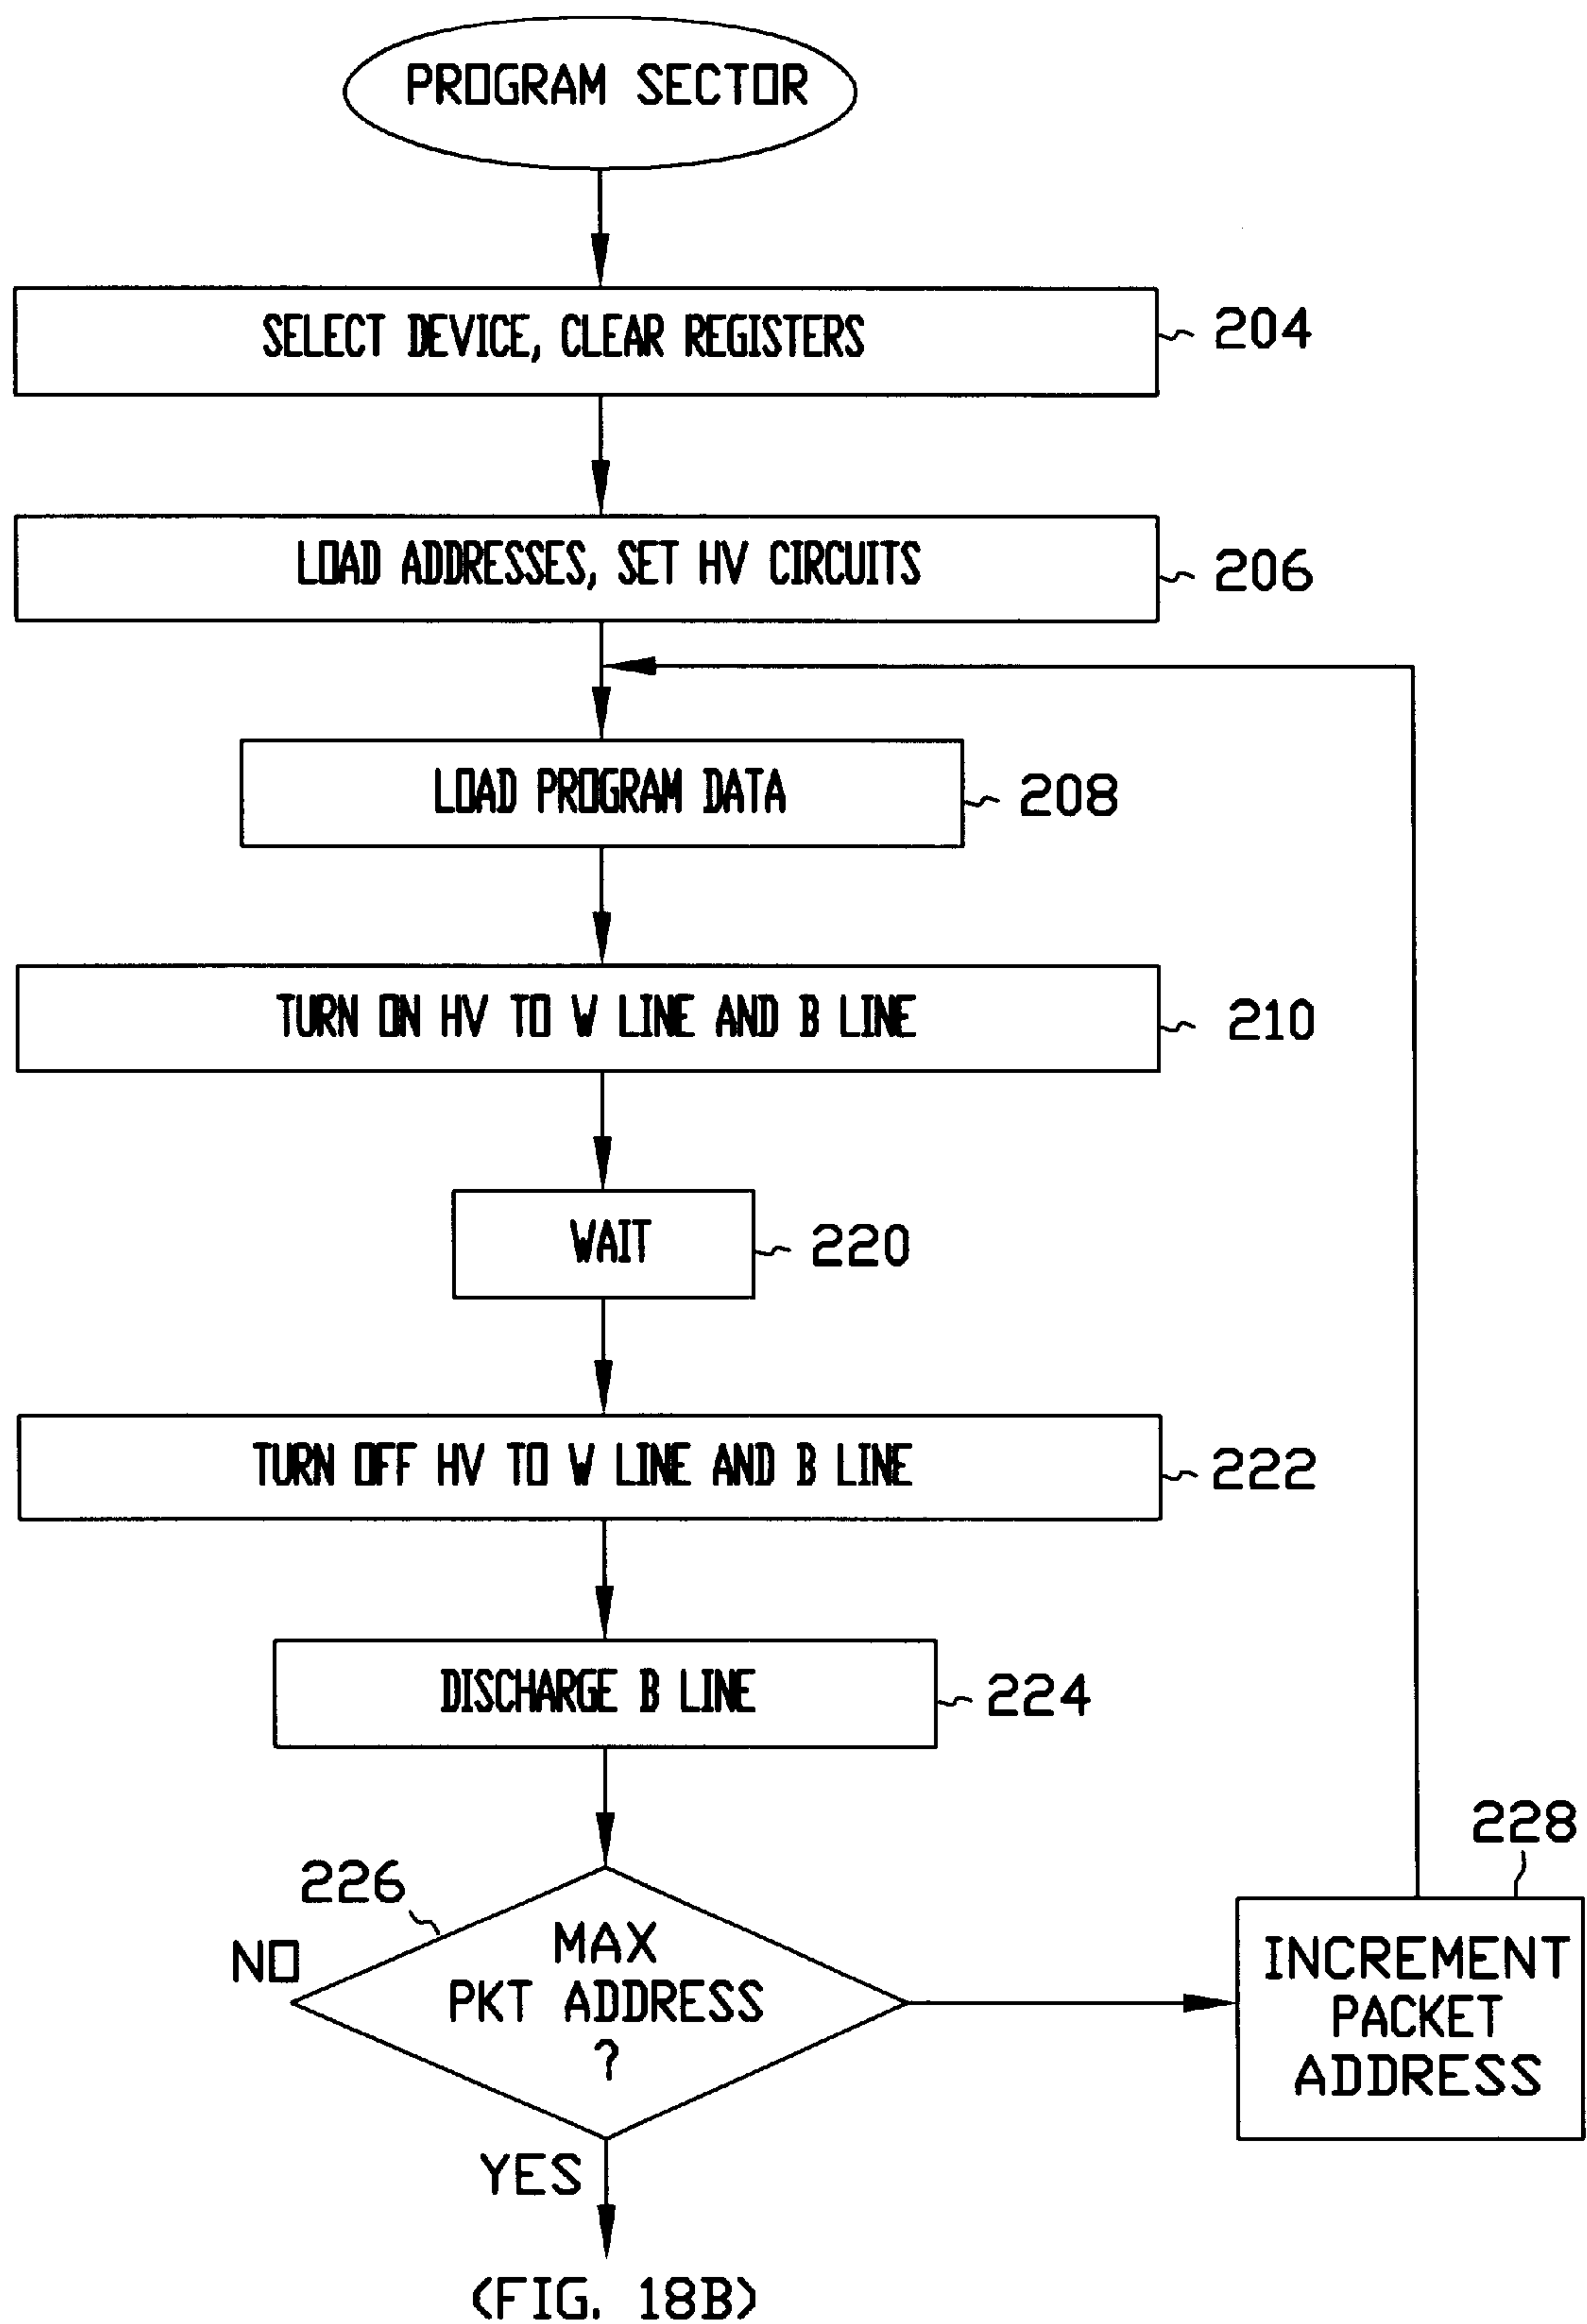 PROGRAM SECTOR
SELECT DEVICE, CLEAR REGISTERS
204
LOAD ADDRESSES, SET HV CIRCUITS
206
LOAD PROGRAM DATA
208
TURN ON HV TO W LINE AND B LINE
210
WAIT
220
TURN OFF HV TO W LINE AND B LINE
222
DISCHARGE B LINE
224
226
NO
MAX
PKT ADDRESS
?
YES
228
INCREMENT
PACKET
ADDRESS
(FIG. 18B)